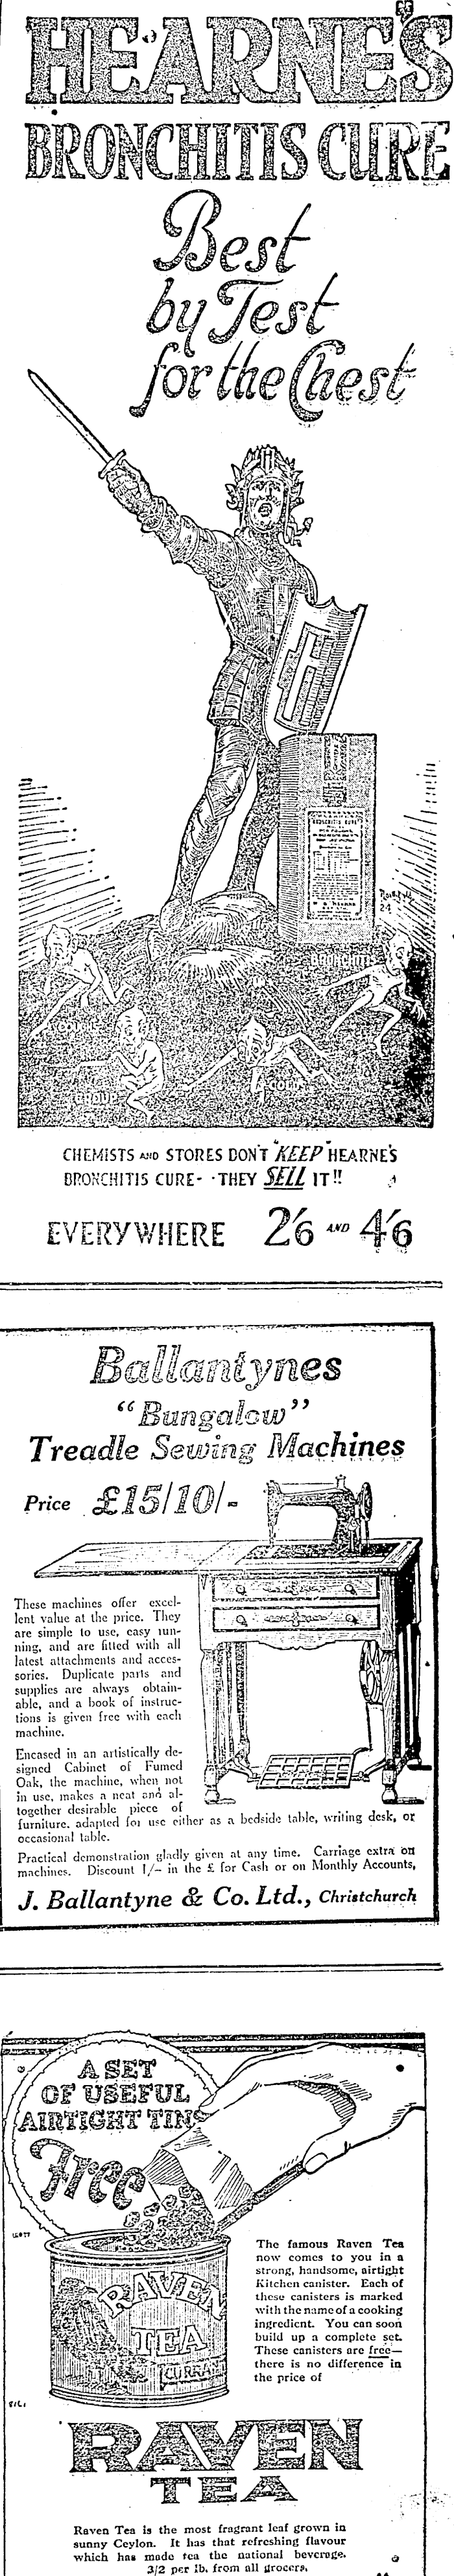 HEARNE'S
BRONCHITIS CURE
Best
by Test
for the Chest
BRONCHITIS CURE
24
BRONCHITIS
CROUP
COLD
CHEMISTS AND STORES DON'T "KEEP" HEARNE'S
BRONCHITIS CURE - - THEY SELL IT!!
EVERYWHERE 2/6 AND 4/6
Ballantynes
"Bungalow"
Treadle Sewing Machines
Price £15/10/-
These machines offer excel-
lent value at the price. They
are simple to use, easy run-
ning, and are fitted with all
latest attachments and acces-
sories. Duplicate parts and
supplies are always obtain-
able, and a book of instruc-
tions is given free with each
machine.
Encased in an artistically de-
signed Cabinet of Fumed
Oak, the machine, when not
in use, makes a neat and al-
together desirable piece of
furniture, adapted for use either as a bedside table, writing desk, or
occasional table.
Practical demonstration gladly given at any time. Carriage extra on
machines. Discount 1/- in the £ for Cash or on Monthly Accounts,
J. Ballantyne & Co. Ltd., Christchurch
A SET
OF USEFUL
AIRTIGHT TINS
Free
RAVEN
TEA
CURRA
The famous Raven Tea
now comes to you in a
strong, handsome, airtight
Kitchen canister. Each of
these canisters is marked
with the name of a cooking
ingredient. You can soon
build up a complete set.
These canisters are free—
there is no difference in
the price of
RAVEN
TEA
Raven Tea is the most fragrant leaf grown in
sunny Ceylon. It has that refreshing flavour
which has made tea the national beverage.
3/2 per lb. from all grocers.